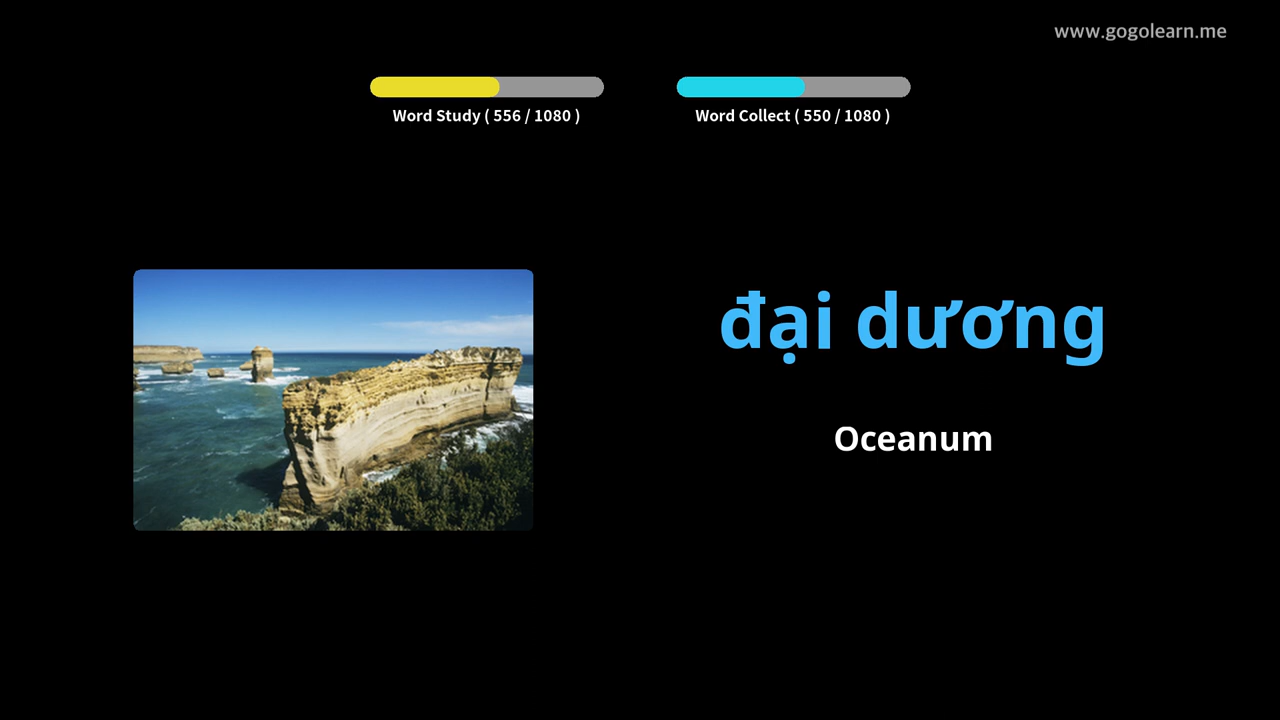 www.gogolearn.me
Word Study ( 556 / 1080 )
Word Collect ( 550 / 1080 )
đại dương
Oceanum